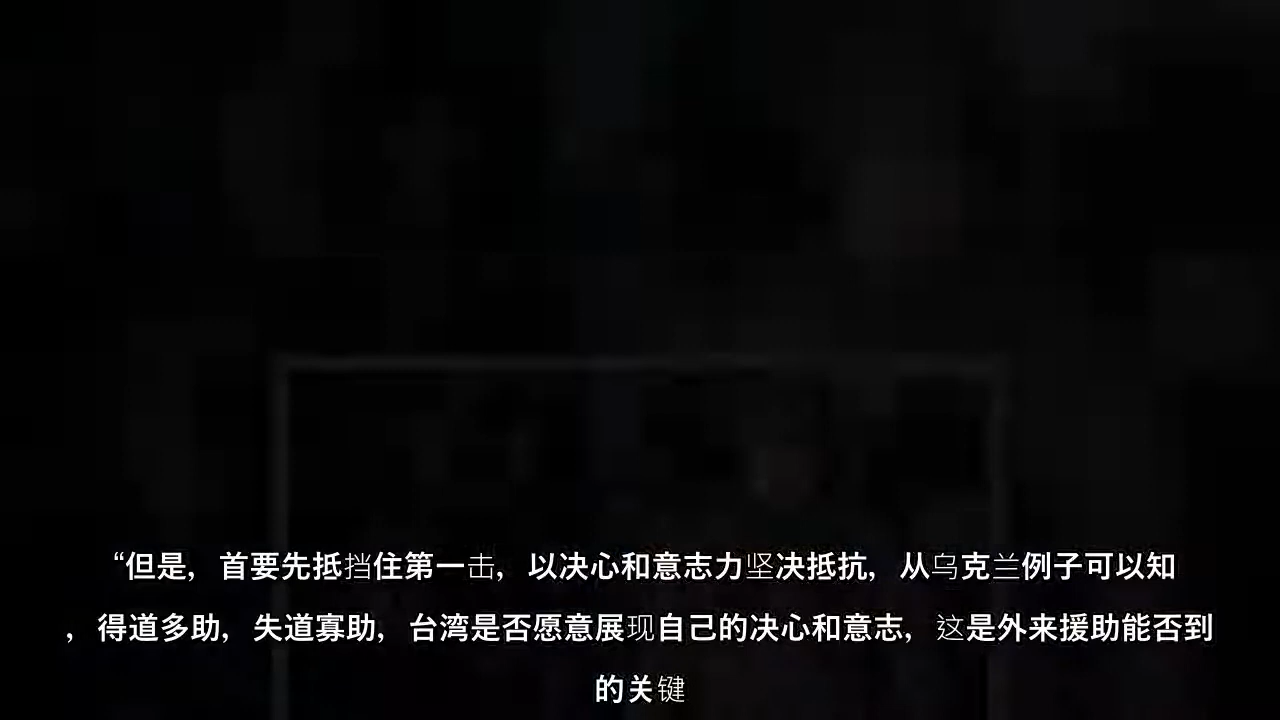 “但是，首要先抵挡住第一击，以决心和意志力坚决抵抗，从乌克兰例子可以知
，得道多助，失道寡助，台湾是否愿意展现自己的决心和意志，这是外来援助能否到
的关键